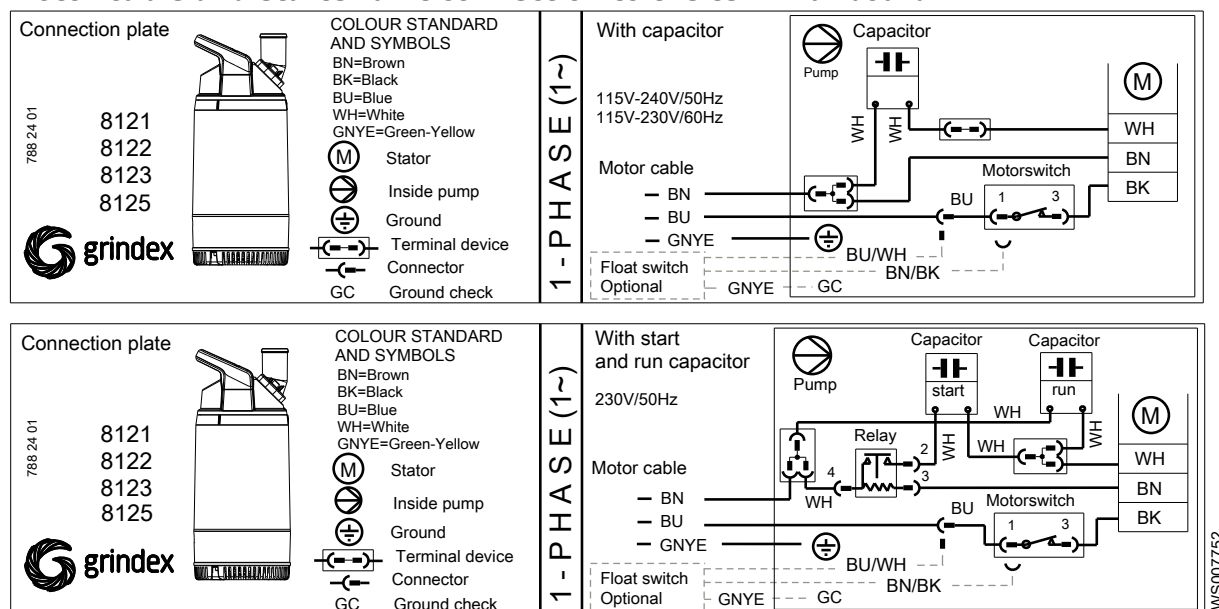 Connection plate
788 24 01
8121
8122
8123
8125
grindex
COLOUR STANDARD
AND SYMBOLS
BN=Brown
BK=Black
BU=Blue
WH=White
GNYE=Green-Yellow
M Stator
Inside pump
Ground
Terminal device
Connector
GC Ground check
1 - PHASE (1~)
With capacitor
115V-240V/50Hz
115V-230V/60Hz
Motor cable
BN
BU
GNYE
Float switch
Optional
GNYE
GC
BU/WH
BN/BK
Pump
Capacitor
WH
WH
BU
Motorswitch
1 3
M
WH
BN
BK
Connection plate
788 24 01
8121
8122
8123
8125
grindex
COLOUR STANDARD
AND SYMBOLS
BN=Brown
BK=Black
BU=Blue
WH=White
GNYE=Green-Yellow
M Stator
Inside pump
Ground
Terminal device
Connector
GC Ground check
1 - PHASE (1~)
With start
and run capacitor
230V/50Hz
Motor cable
BN
BU
GNYE
Float switch
Optional
GNYE
GC
BU/WH
BN/BK
Pump
Capacitor
start
Capacitor
run
WH
WH
WH
WH
Relay
2
4
3
WH
BU
Motorswitch
1 3
M
WH
BN
BK
WS007752